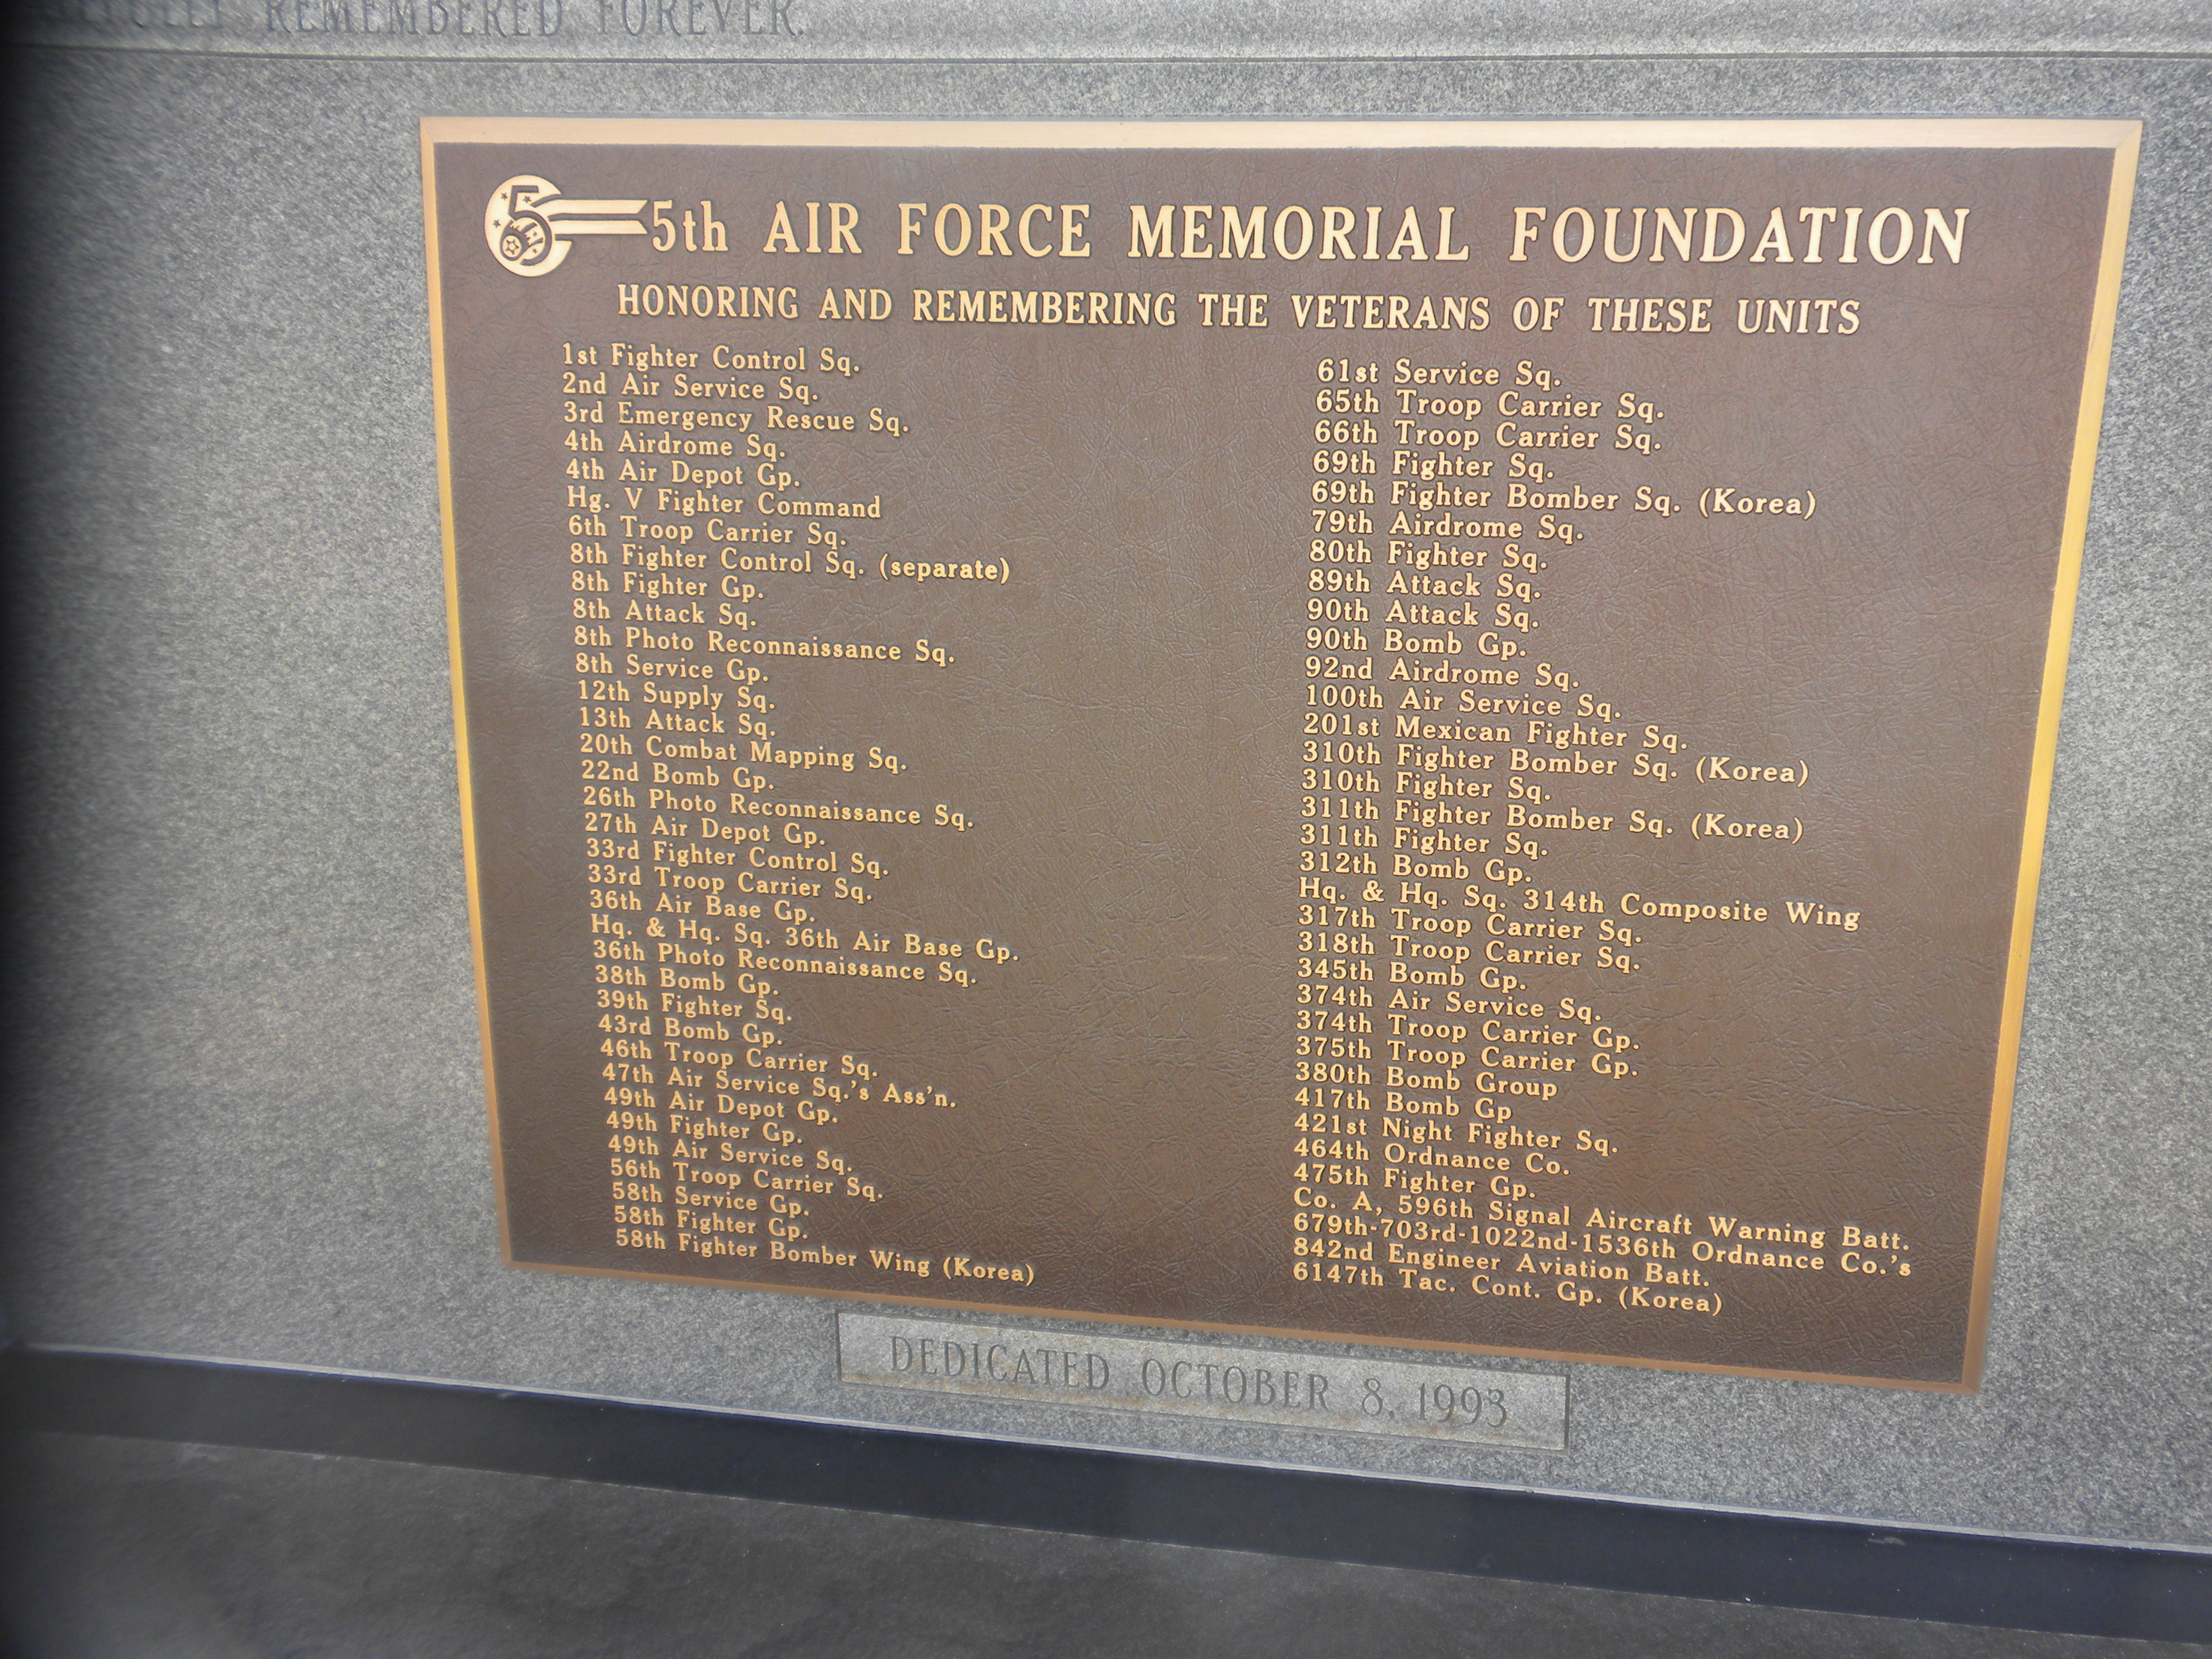 REMEMBERED FOREVER.
5th AIR FORCE MEMORIAL FOUNDATION
HONORING AND REMEMBERING THE VETERANS OF THESE UNITS
1st Fighter Control Sq.
2nd Air Service Sq.
3rd Emergency Rescue Sq.
4th Airdrome Sq.
4th Air Depot Gp.
Hg. V Fighter Command
6th Troop Carrier Sq.
8th Fighter Control Sq. (separate)
8th Fighter Gp.
8th Attack Sq.
8th Photo Reconnaissance Sq.
8th Service Gp.
12th Supply Sq.
13th Attack Sq.
20th Combat Mapping Sq.
22nd Bomb Gp.
26th Photo Reconnaissance Sq.
27th Air Depot Gp.
33rd Fighter Control Sq.
33rd Troop Carrier Sq.
36th Air Base Gp.
Hq. & Hq. Sq. 36th Air Base Gp.
36th Photo Reconnaissance Sq.
38th Bomb Gp.
39th Fighter Sq.
43rd Bomb Gp.
46th Troop Carrier Sq.
47th Air Service Sq.'s Ass'n.
49th Air Depot Gp.
49th Fighter Gp.
49th Air Service Sq.
56th Troop Carrier Sq.
58th Service Gp.
58th Fighter Gp.
58th Fighter Bomber Wing (Korea)
61st Service Sq.
65th Troop Carrier Sq.
66th Troop Carrier Sq.
69th Fighter Sq.
69th Fighter Bomber Sq. (Korea)
79th Airdrome Sq.
80th Fighter Sq.
89th Attack Sq.
90th Attack Sq.
90th Bomb Gp.
92nd Airdrome Sq.
100th Air Service Sq.
201st Mexican Fighter Sq.
310th Fighter Bomber Sq. (Korea)
310th Fighter Sq.
311th Fighter Bomber Sq. (Korea)
311th Fighter Sq.
312th Bomb Gp.
Hq. & Hq. Sq. 314th Composite Wing
317th Troop Carrier Sq.
318th Troop Carrier Sq.
345th Bomb Gp.
374th Air Service Sq.
374th Troop Carrier Gp.
375th Troop Carrier Gp.
380th Bomb Group
417th Bomb Gp
421st Night Fighter Sq.
464th Ordnance Co.
475th Fighter Gp.
Co. A, 596th Signal Aircraft Warning Batt.
679th-703rd-1022nd-1536th Ordnance Co.'s
842nd Engineer Aviation Batt.
6147th Tac. Cont. Gp. (Korea)
DEDICATED OCTOBER 8, 1993